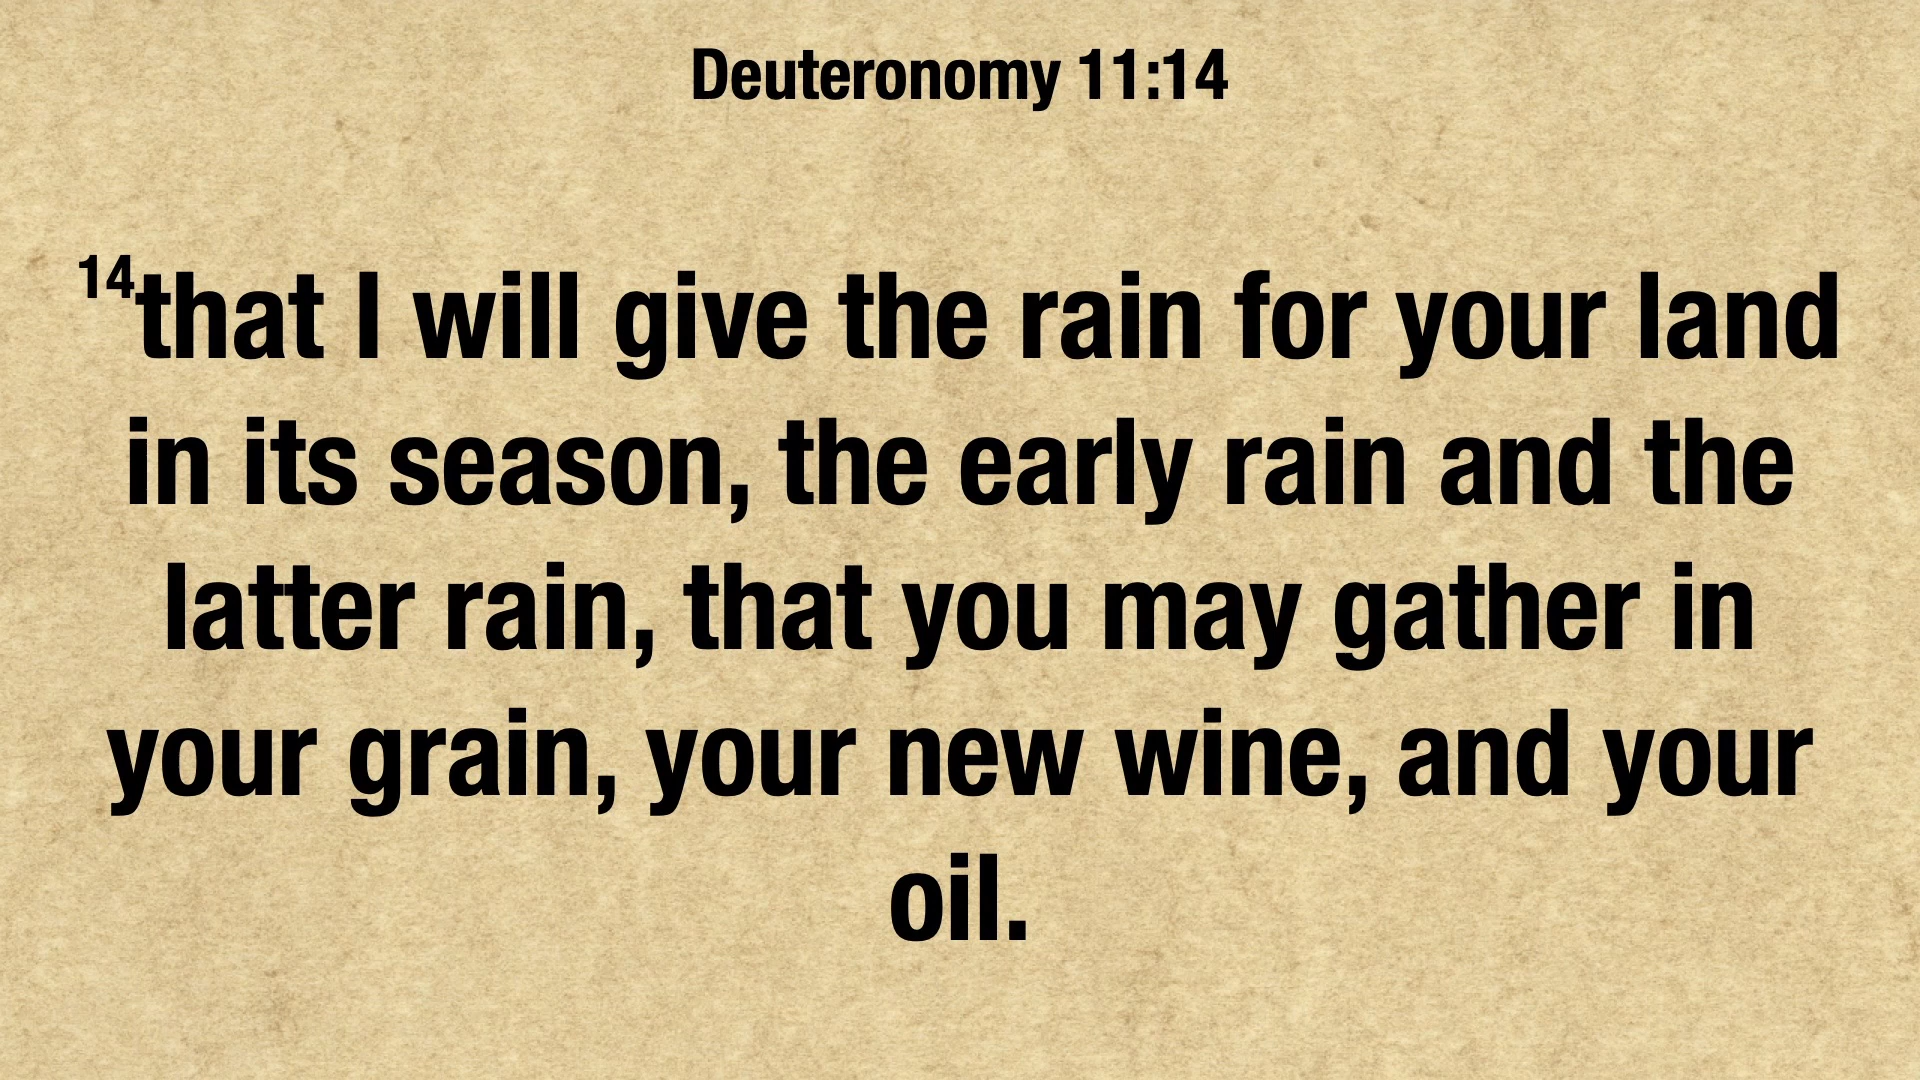 Deuteronomy 11:14
14that I will give the rain for your land
in its season, the early rain and the
latter rain, that you may gather in
your grain, your new wine, and your
oil.